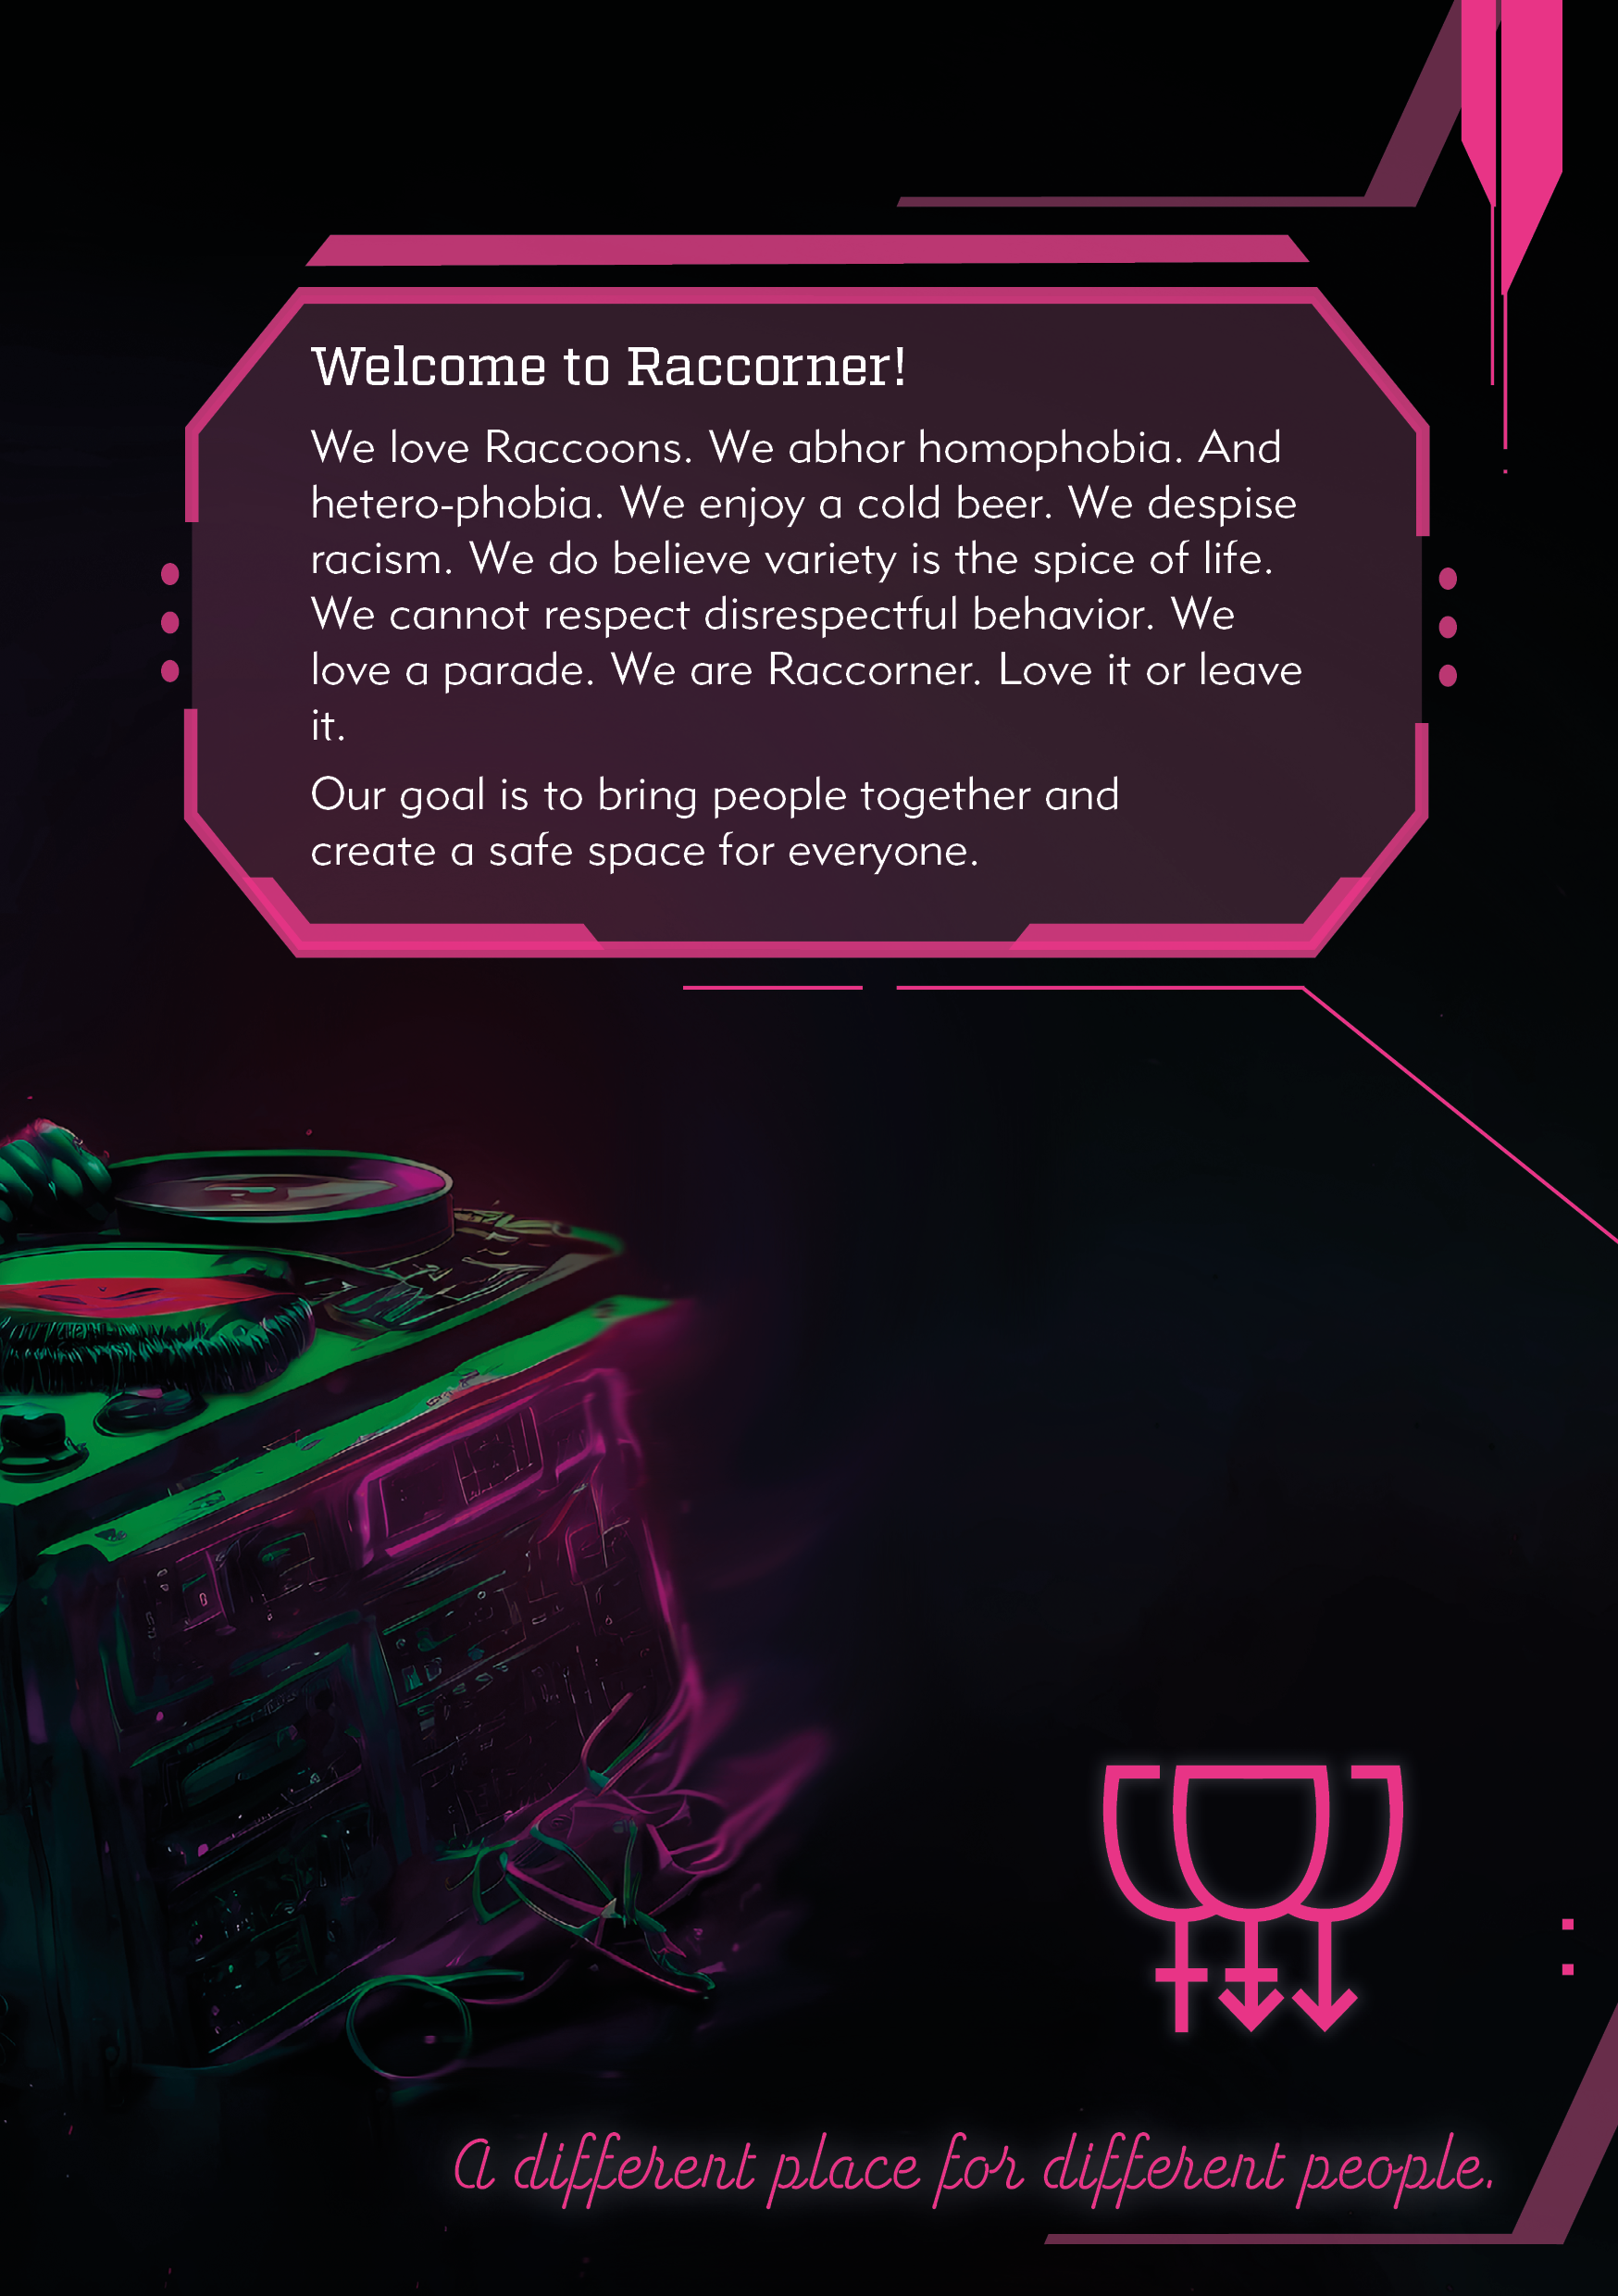 Welcome to Raccorner!
We love Raccoons. We abhor homophobia. And
hetero-phobia. We enjoy a cold beer. We despise
racism. We do believe variety is the spice of life.
We cannot respect disrespectful behavior. We
love a parade. We are Raccorner. Love it or leave
it.
Our goal is to bring people together and
create a safe space for everyone.
A different place for different people.